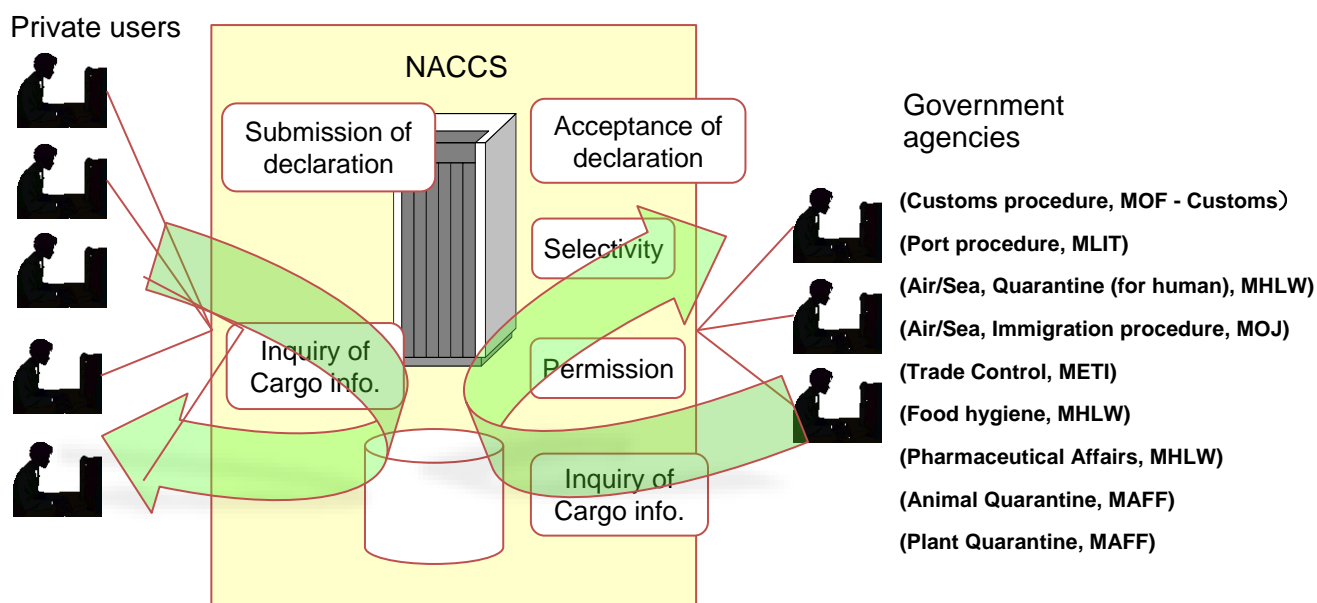 Private users
NACCS
Submission of
declaration
Inquiry of
Cargo info.
Acceptance of
declaration
Selectivity
Permission
Inquiry of
Cargo info.
Government
agencies
(Customs procedure, MOF - Customs）
(Port procedure, MLIT)
(Air/Sea, Quarantine (for human), MHLW)
(Air/Sea, Immigration procedure, MOJ)
(Trade Control, METI)
(Food hygiene, MHLW)
(Pharmaceutical Affairs, MHLW)
(Animal Quarantine, MAFF)
(Plant Quarantine, MAFF)